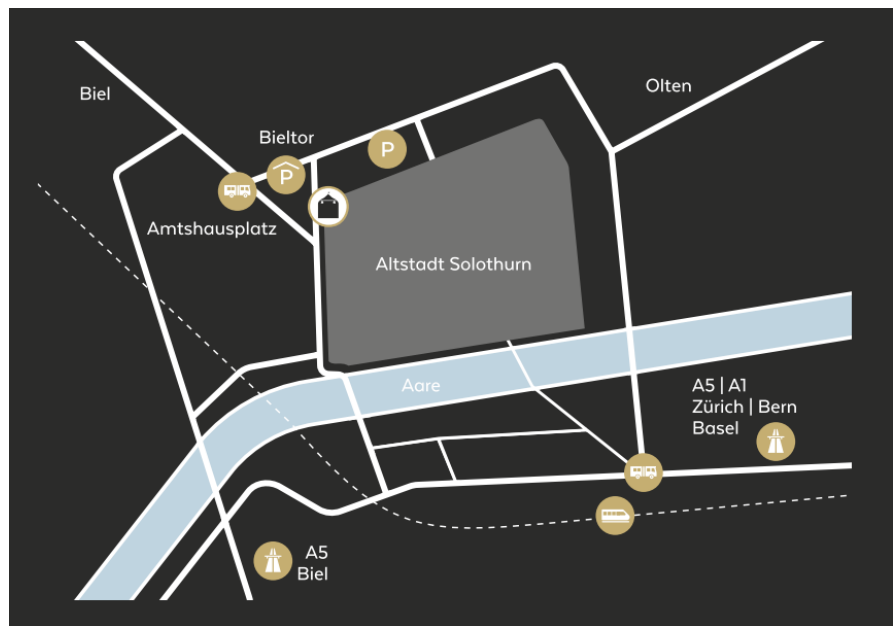 Biel
Olten
Bieltor
P
P
Amtshausplatz
Altstadt Solothurn
Aare
A5 | A1
Zürich | Bern
Basel
A5
Biel